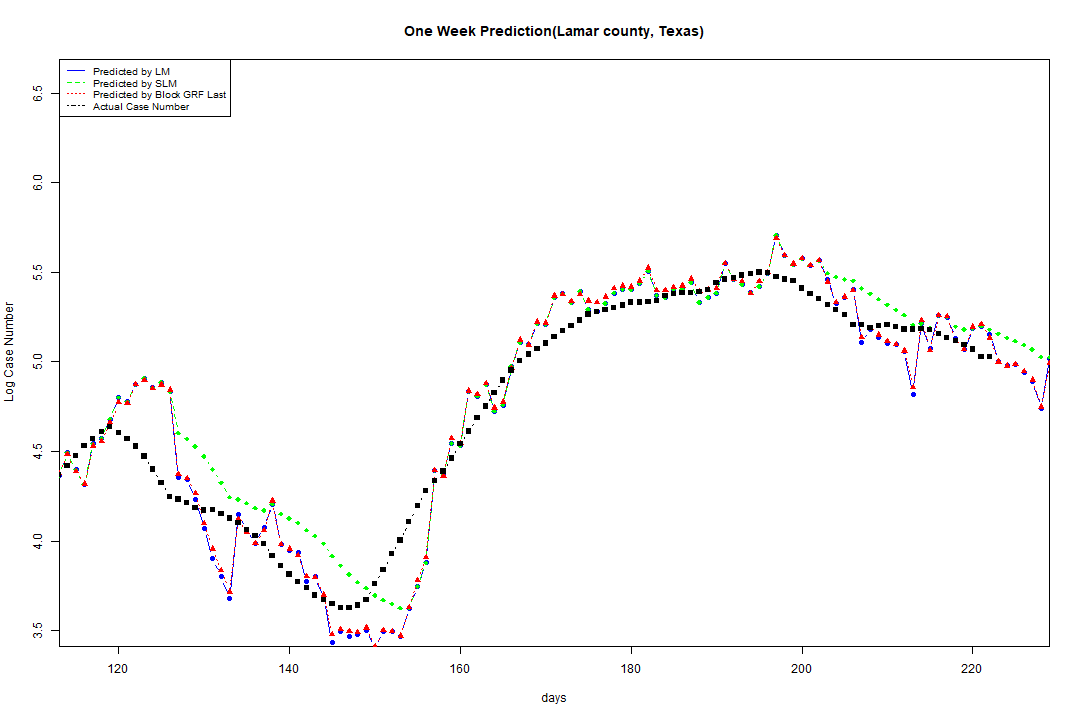 One Week Prediction(Lamar county, Texas)
Predicted by LM
Predicted by SLM
Predicted by Block GRF Last
Actual Case Number
6.5
6.0
5.5
5.0
4.5
4.0
3.5
Log Case Number
120 140 160 180 200 220
days